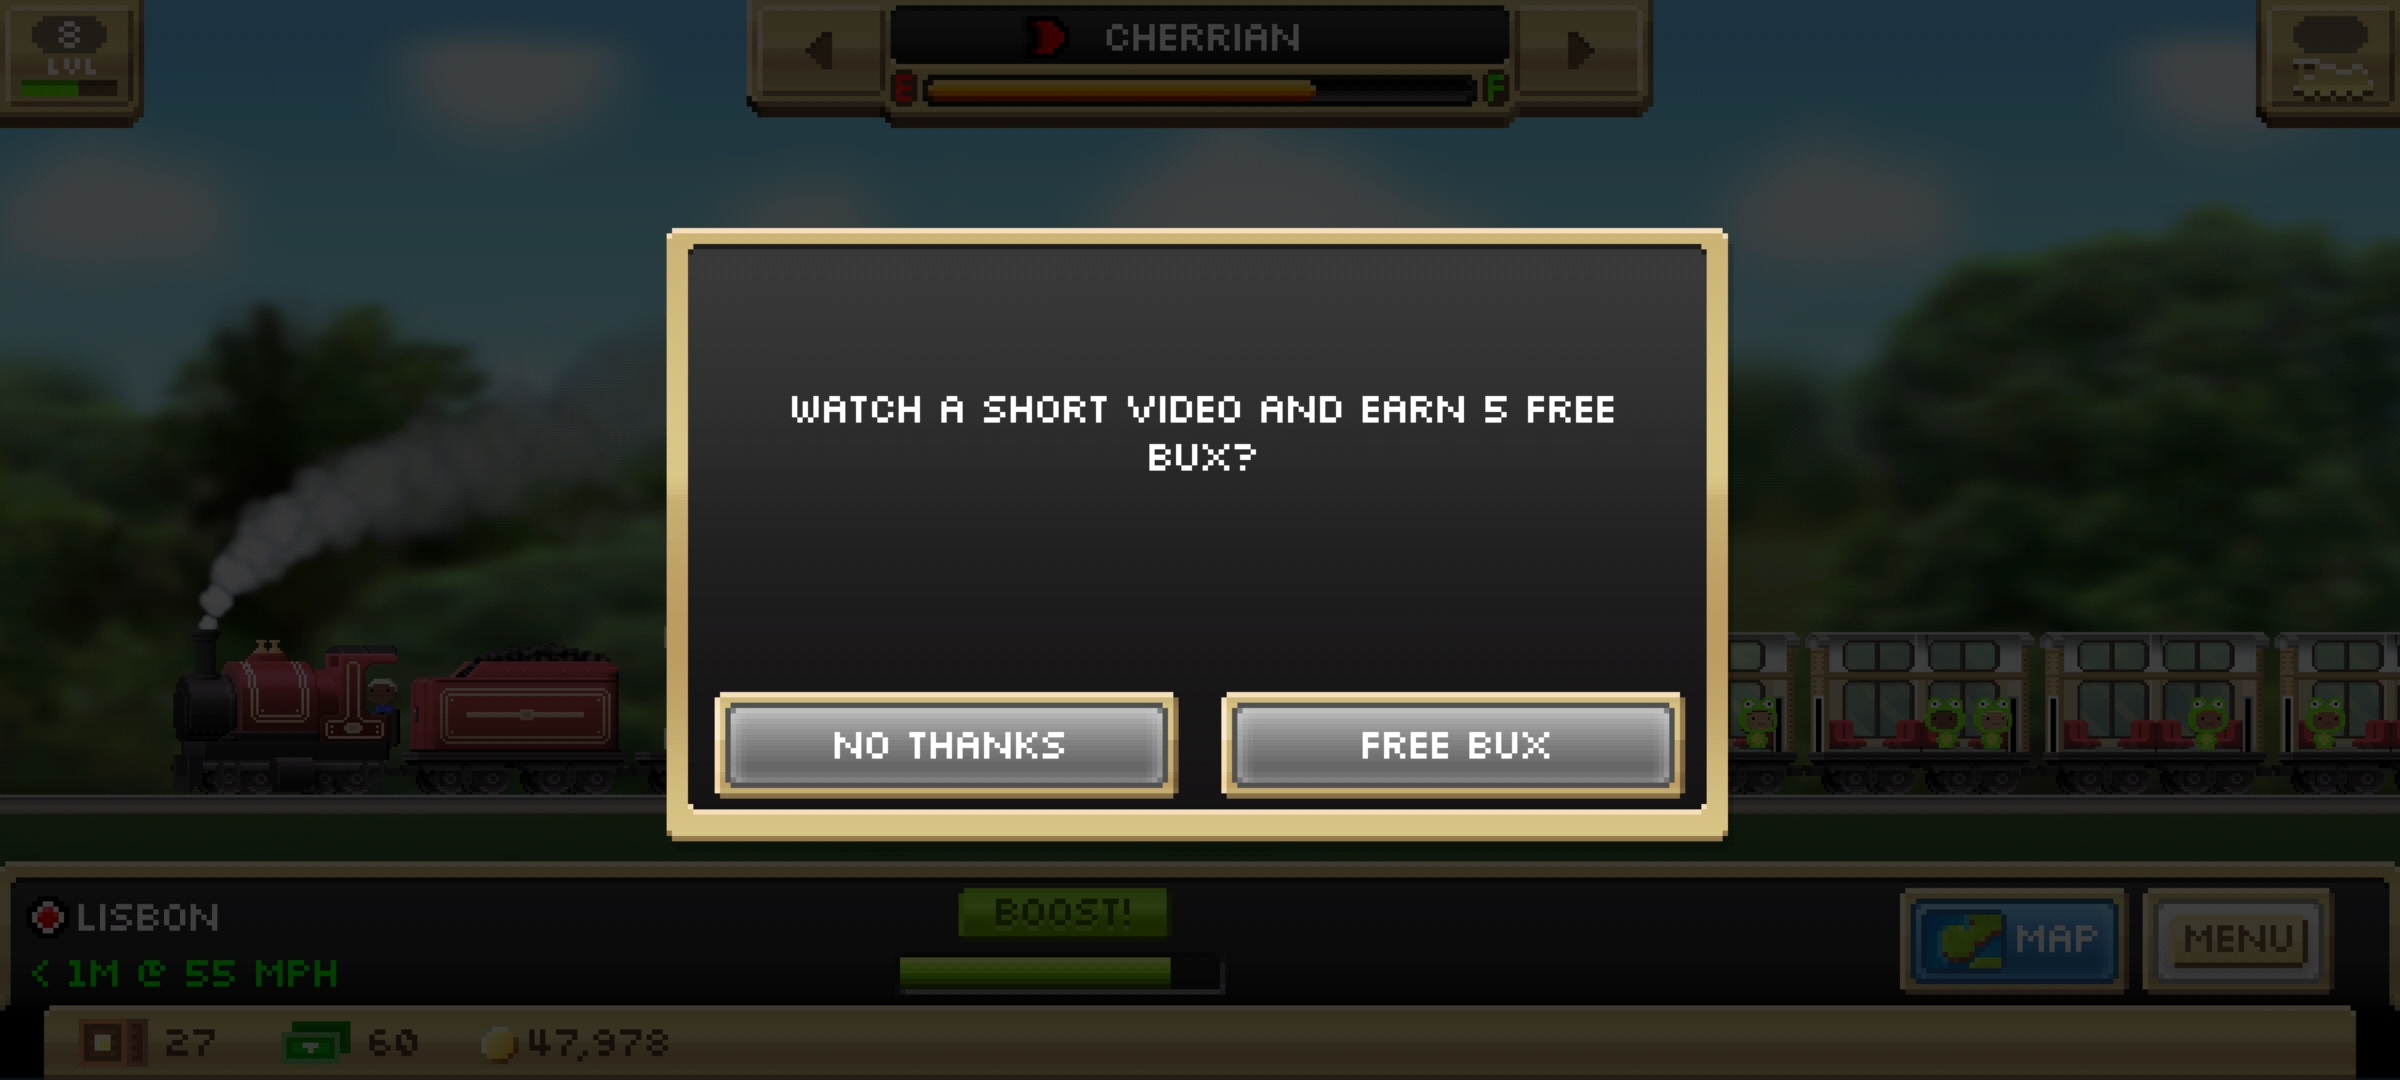 8
LVL
CHERRIAN
E F
WATCH A SHORT VIDEO AND EARN 5 FREE
BUX?
NO THANKS
FREE BUX
LISBON
BOOST!
MAP
MENU
< 1M @ 55 MPH
27
60
47,978